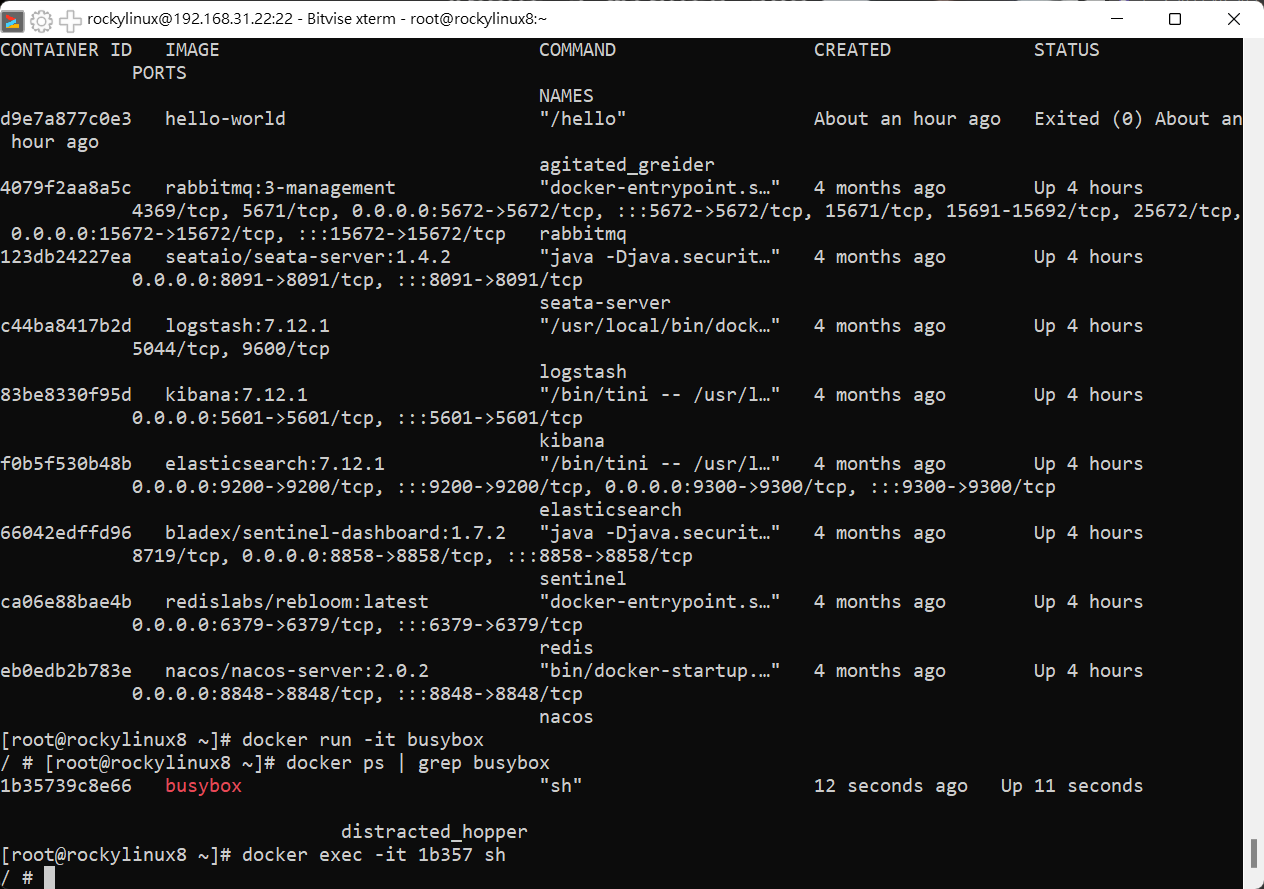 rockylinux@192.168.31.22:22 - Bitvise xterm - root@rockylinux8:~
CONTAINER ID   IMAGE                             COMMAND                  CREATED             STATUS
            PORTS
                                                 NAMES
d9e7a877c0e3   hello-world                       "/hello"                 About an hour ago   Exited (0) About an
 hour ago
                                                 agitated_greider
4079f2aa8a5c   rabbitmq:3-management             "docker-entrypoint.s…"   4 months ago        Up 4 hours
            4369/tcp, 5671/tcp, 0.0.0.0:5672->5672/tcp, :::5672->5672/tcp, 15671/tcp, 15691-15692/tcp, 25672/tcp,
 0.0.0.0:15672->15672/tcp, :::15672->15672/tcp   rabbitmq
123db24227ea   seataio/seata-server:1.4.2        "java -Djava.securit…"   4 months ago        Up 4 hours
            0.0.0.0:8091->8091/tcp, :::8091->8091/tcp
                                                 seata-server
c44ba8417b2d   logstash:7.12.1                   "/usr/local/bin/dock…"   4 months ago        Up 4 hours
            5044/tcp, 9600/tcp
                                                 logstash
83be8330f95d   kibana:7.12.1                     "/bin/tini -- /usr/l…"   4 months ago        Up 4 hours
            0.0.0.0:5601->5601/tcp, :::5601->5601/tcp
                                                 kibana
f0b5f530b48b   elasticsearch:7.12.1              "/bin/tini -- /usr/l…"   4 months ago        Up 4 hours
            0.0.0.0:9200->9200/tcp, :::9200->9200/tcp, 0.0.0.0:9300->9300/tcp, :::9300->9300/tcp
                                                 elasticsearch
66042edffd96   bladex/sentinel-dashboard:1.7.2   "java -Djava.securit…"   4 months ago        Up 4 hours
            8719/tcp, 0.0.0.0:8858->8858/tcp, :::8858->8858/tcp
                                                 sentinel
ca06e88bae4b   redislabs/rebloom:latest          "docker-entrypoint.s…"   4 months ago        Up 4 hours
            0.0.0.0:6379->6379/tcp, :::6379->6379/tcp
                                                 redis
eb0edb2b783e   nacos/nacos-server:2.0.2          "bin/docker-startup.…"   4 months ago        Up 4 hours
            0.0.0.0:8848->8848/tcp, :::8848->8848/tcp
                                                 nacos
[root@rockylinux8 ~]# docker run -it busybox
/ # [root@rockylinux8 ~]# docker ps | grep busybox
1b35739c8e66   busybox                           "sh"                     12 seconds ago   Up 11 seconds
                               distracted_hopper
[root@rockylinux8 ~]# docker exec -it 1b357 sh
/ #